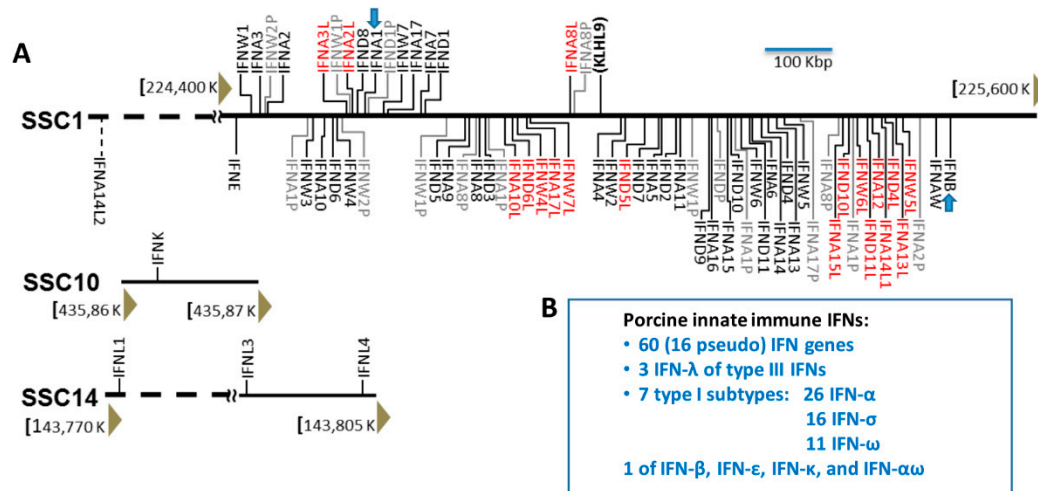 A
IFNW1
IFNA3
IFNW2P
IFNA2
IFNA3L
IFNW1P
IFNA2L
IFND8
IFNA1
IFND1P
IFNW7
IFNA17
IFNA7
IFND1
IFNA8L
IFNA8P
(KLHL9)
100 Kbp
[224,400 K
[225,600 K
SSC1
IFNA14L2
IFNE
IFNA1P
IFNW3
IFNA10
IFND6
IFNW4
IFNW2P
IFNW1P
IFND5
IFNA9
IFNA8P
IFNA8
IFND3
IFNA1P
IFNA10L
IFND6L
IFNW4L
IFNA17L
IFNW7L
IFNA4
IFNW2
IFND5L
IFND7
IFNA5
IFND2
IFNA11
IFNW1P
IFND9
IFNA16
IFNDP
IFNA15
IFND10
IFNA1P
IFNW6
IFND11
IFNA6
IFNA14
IFND4
IFNA13
IFNW5
IFNA17P
IFNA8P
IFNA15L
IFND10L
IFNA1P
IFNW6L
IFND11L
IFNA12
IFNA14L1
IFND4L
IFNA13L
IFNW5L
IFNA2P
IFNAW
IFNB
SSC10
IFNK
[435,86 K
[435,87 K
SSC14
IFNL1
IFNL3
IFNL4
[143,770 K
[143,805 K
B
Porcine innate immune IFNs:
• 60 (16 pseudo) IFN genes
• 3 IFN-λ of type III IFNs
• 7 type I subtypes: 26 IFN-α
16 IFN-σ
11 IFN-ω
1 of IFN-β, IFN-ε, IFN-κ, and IFN-αω